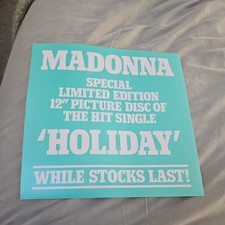 MADONNA
SPECIAL
LIMITED EDITION
12" PICTURE DISC OF
THE HIT SINGLE
'HOLIDAY'
WHILE STOCKS LAST!